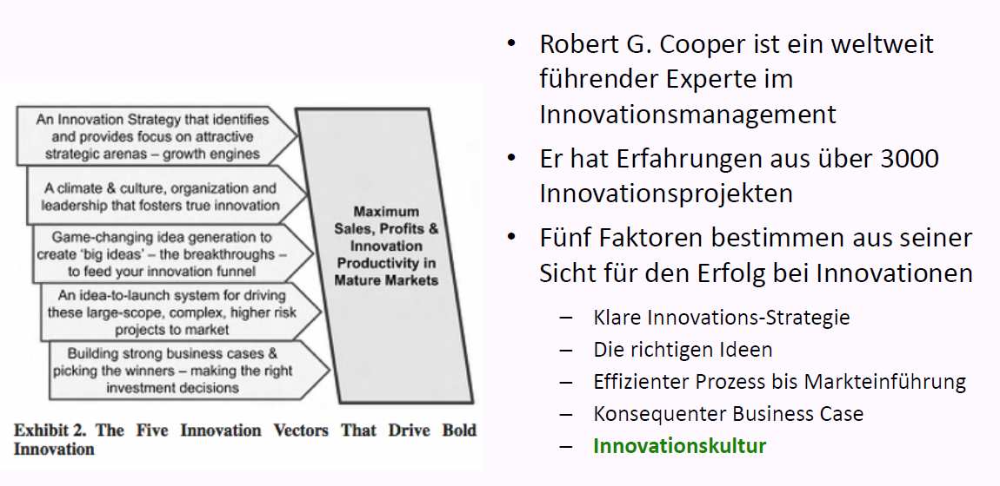 An Innovation Strategy that identifies
and provides focus on attractive
strategic arenas – growth engines
A climate & culture, organization and
leadership that fosters true innovation
Game-changing idea generation to
create ‘big ideas’ – the breakthroughs –
to feed your innovation funnel
An idea-to-launch system for driving
these large-scope, complex, higher risk
projects to market
Building strong business cases &
picking the winners – making the right
investment decisions
Maximum
Sales, Profits &
Innovation
Productivity in
Mature Markets
Exhibit 2. The Five Innovation Vectors That Drive Bold
Innovation
• Robert G. Cooper ist ein weltweit
führender Experte im
Innovationsmanagement
• Er hat Erfahrungen aus über 3000
Innovationsprojekten
• Fünf Faktoren bestimmen aus seiner
Sicht für den Erfolg bei Innovationen
– Klare Innovations-Strategie
– Die richtigen Ideen
– Effizienter Prozess bis Markteinführung
– Konsequenter Business Case
– Innovationskultur